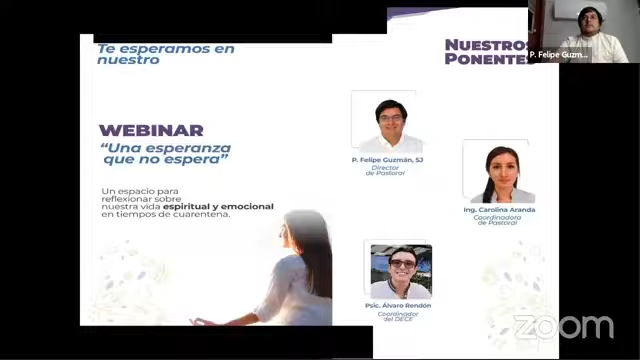 Te esperamos en
nuestro
WEBINAR
“Una esperanza
que no espera”
Un espacio para
reflexionar sobre
nuestra vida espiritual y emocional
en tiempos de cuarentena.
NUESTROS
PONENTES
P. Felipe Guzmán, SJ
Director
de Pastoral
Ing. Carolina Aranda
Coordinadora
de Pastoral
Psic. Álvaro Rendón
Coordinador
del DECE
P. Felipe Guzm...
zoom